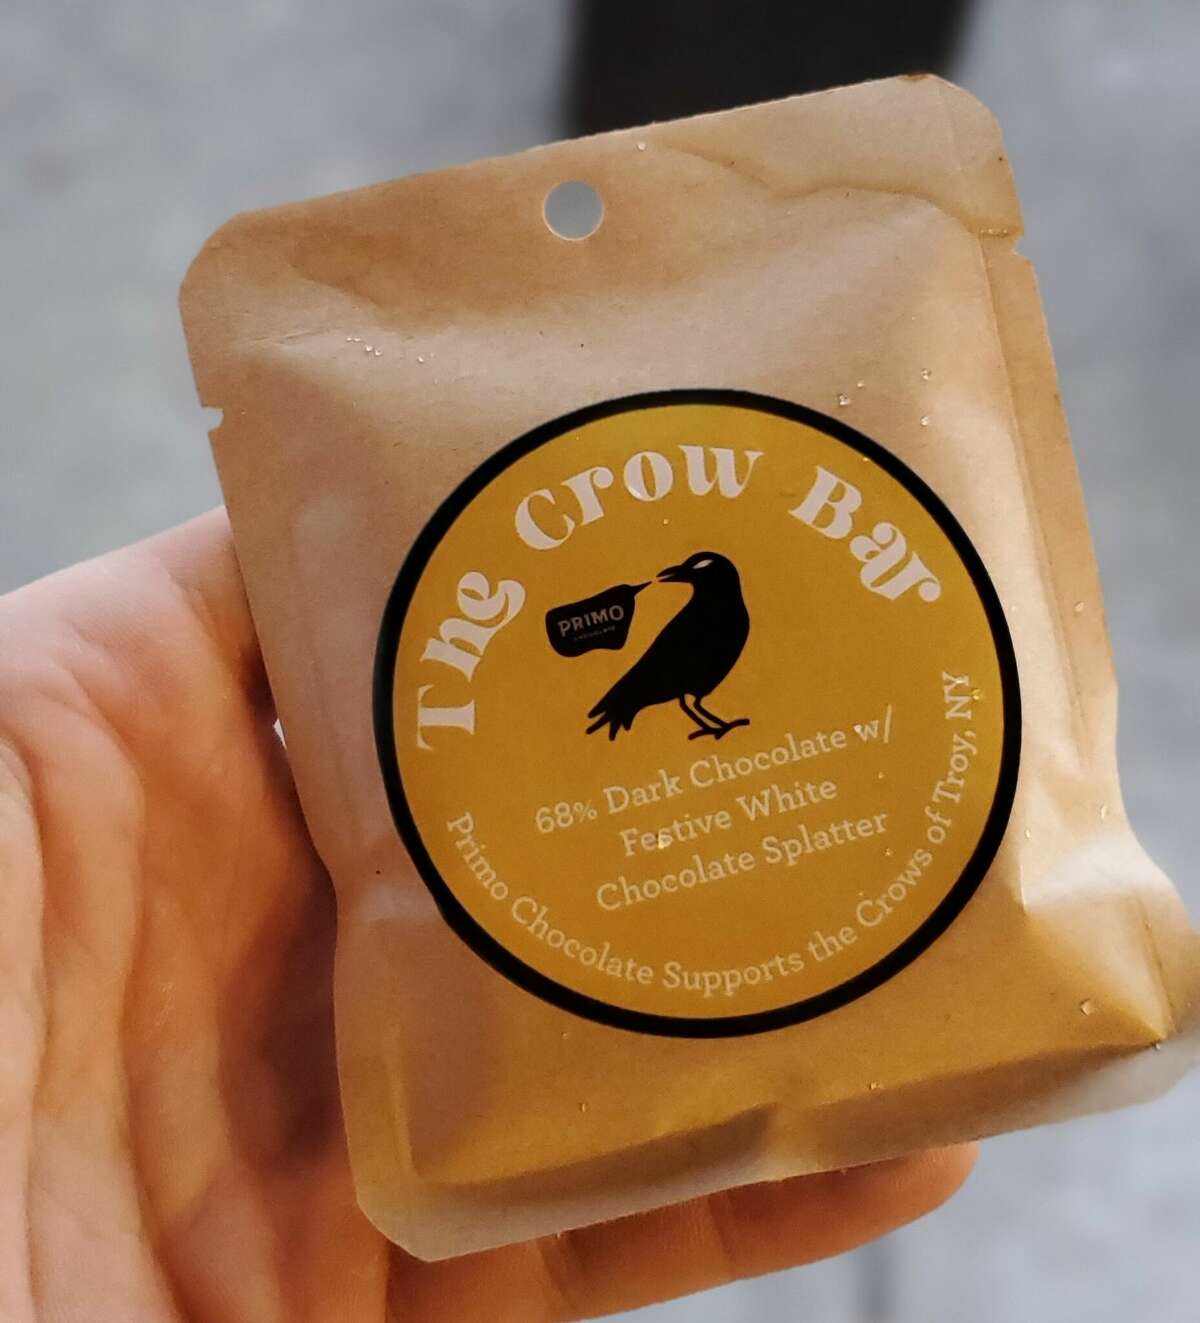 The Crow Bar
PRIMO
CHOCOLATE
68% Dark Chocolate w/
Festive White
Chocolate Splatter
Primo Chocolate Supports the Crows of Troy, NY